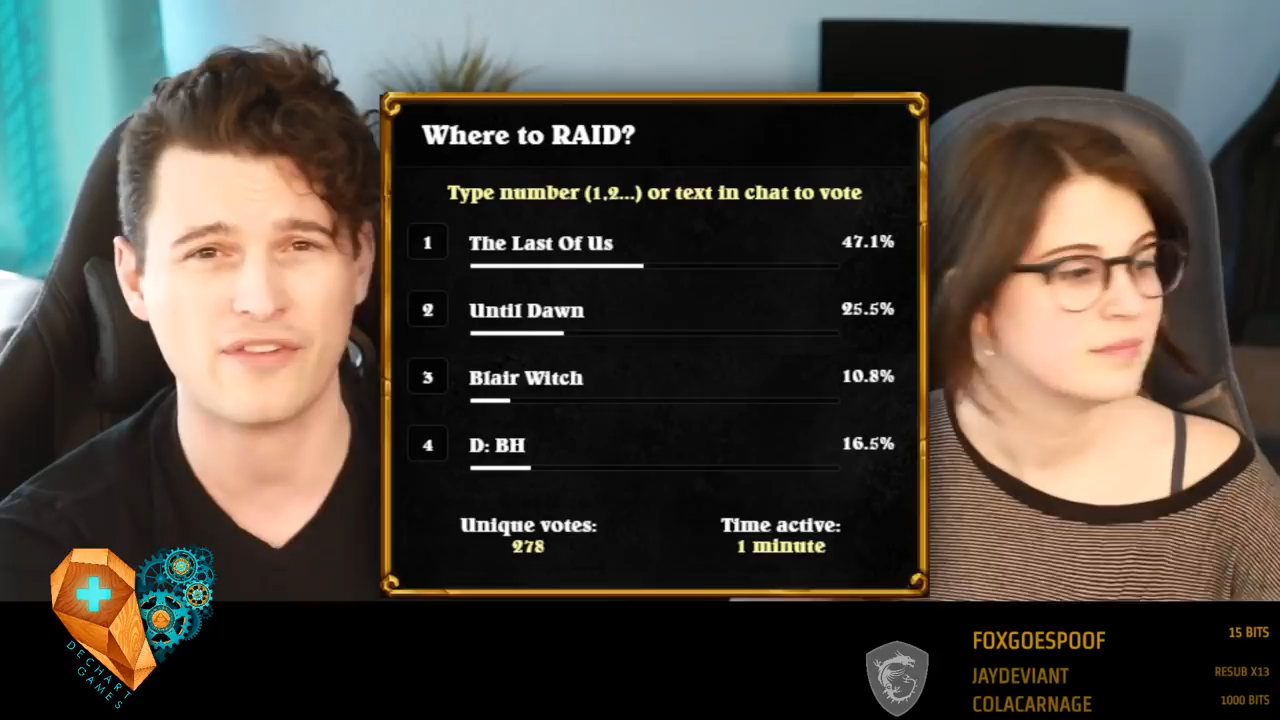 Where to RAID?
Type number (1,2...) or text in chat to vote
1 The Last Of Us 47.1%
2 Until Dawn 25.5%
3 Blair Witch 10.8%
4 D: BH 16.5%
Unique votes: Time active:
278 1 minute
DECHART
GAMES
FOXGOESPOOF 15 BITS
JAYDEVIANT RESUB X13
COLACARNAGE 1000 BITS